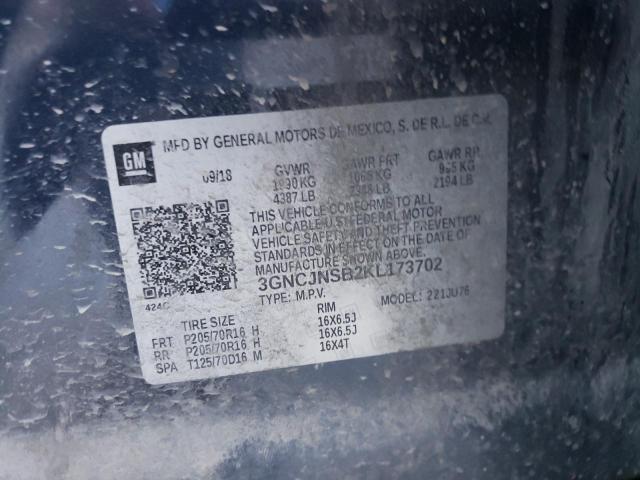 GM
MFD BY GENERAL MOTORS DE MEXICO, S. DE R.L. DE C.V.
09/18 GVWR GAWR FRT GAWR RR
1990 KG 1065 KG 995 KG
4387 LB 2348 LB 2194 LB
THIS VEHICLE CONFORMS TO ALL
APPLICABLE U.S. FEDERAL MOTOR
VEHICLE SAFETY AND THEFT PREVENTION
STANDARDS IN EFFECT ON THE DATE OF
MANUFACTURE SHOWN ABOVE.
3GNCJNSB2KL173702
TYPE: M.P.V. MODEL: 221JU76
TIRE SIZE RIM
FRT P205/70R16 H 16X6.5J
RR P205/70R16 H 16X6.5J
SPA T125/70D16 M 16X4T